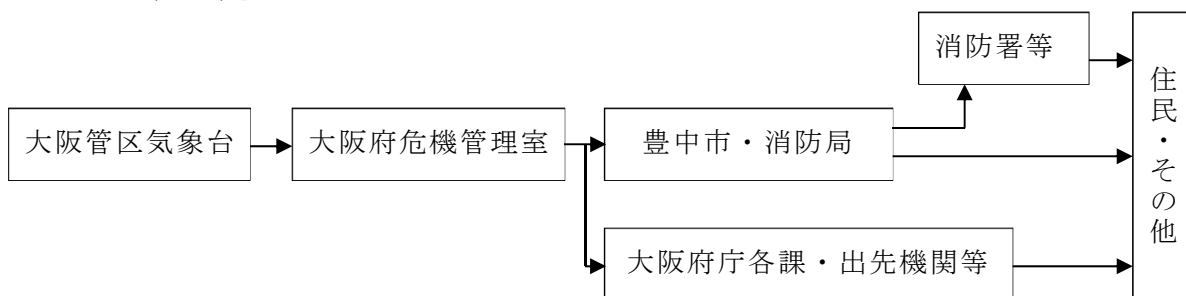 消防署等
大阪管区気象台
大阪府危機管理室
豊中市・消防局
大阪府庁各課・出先機関等
住民・その他